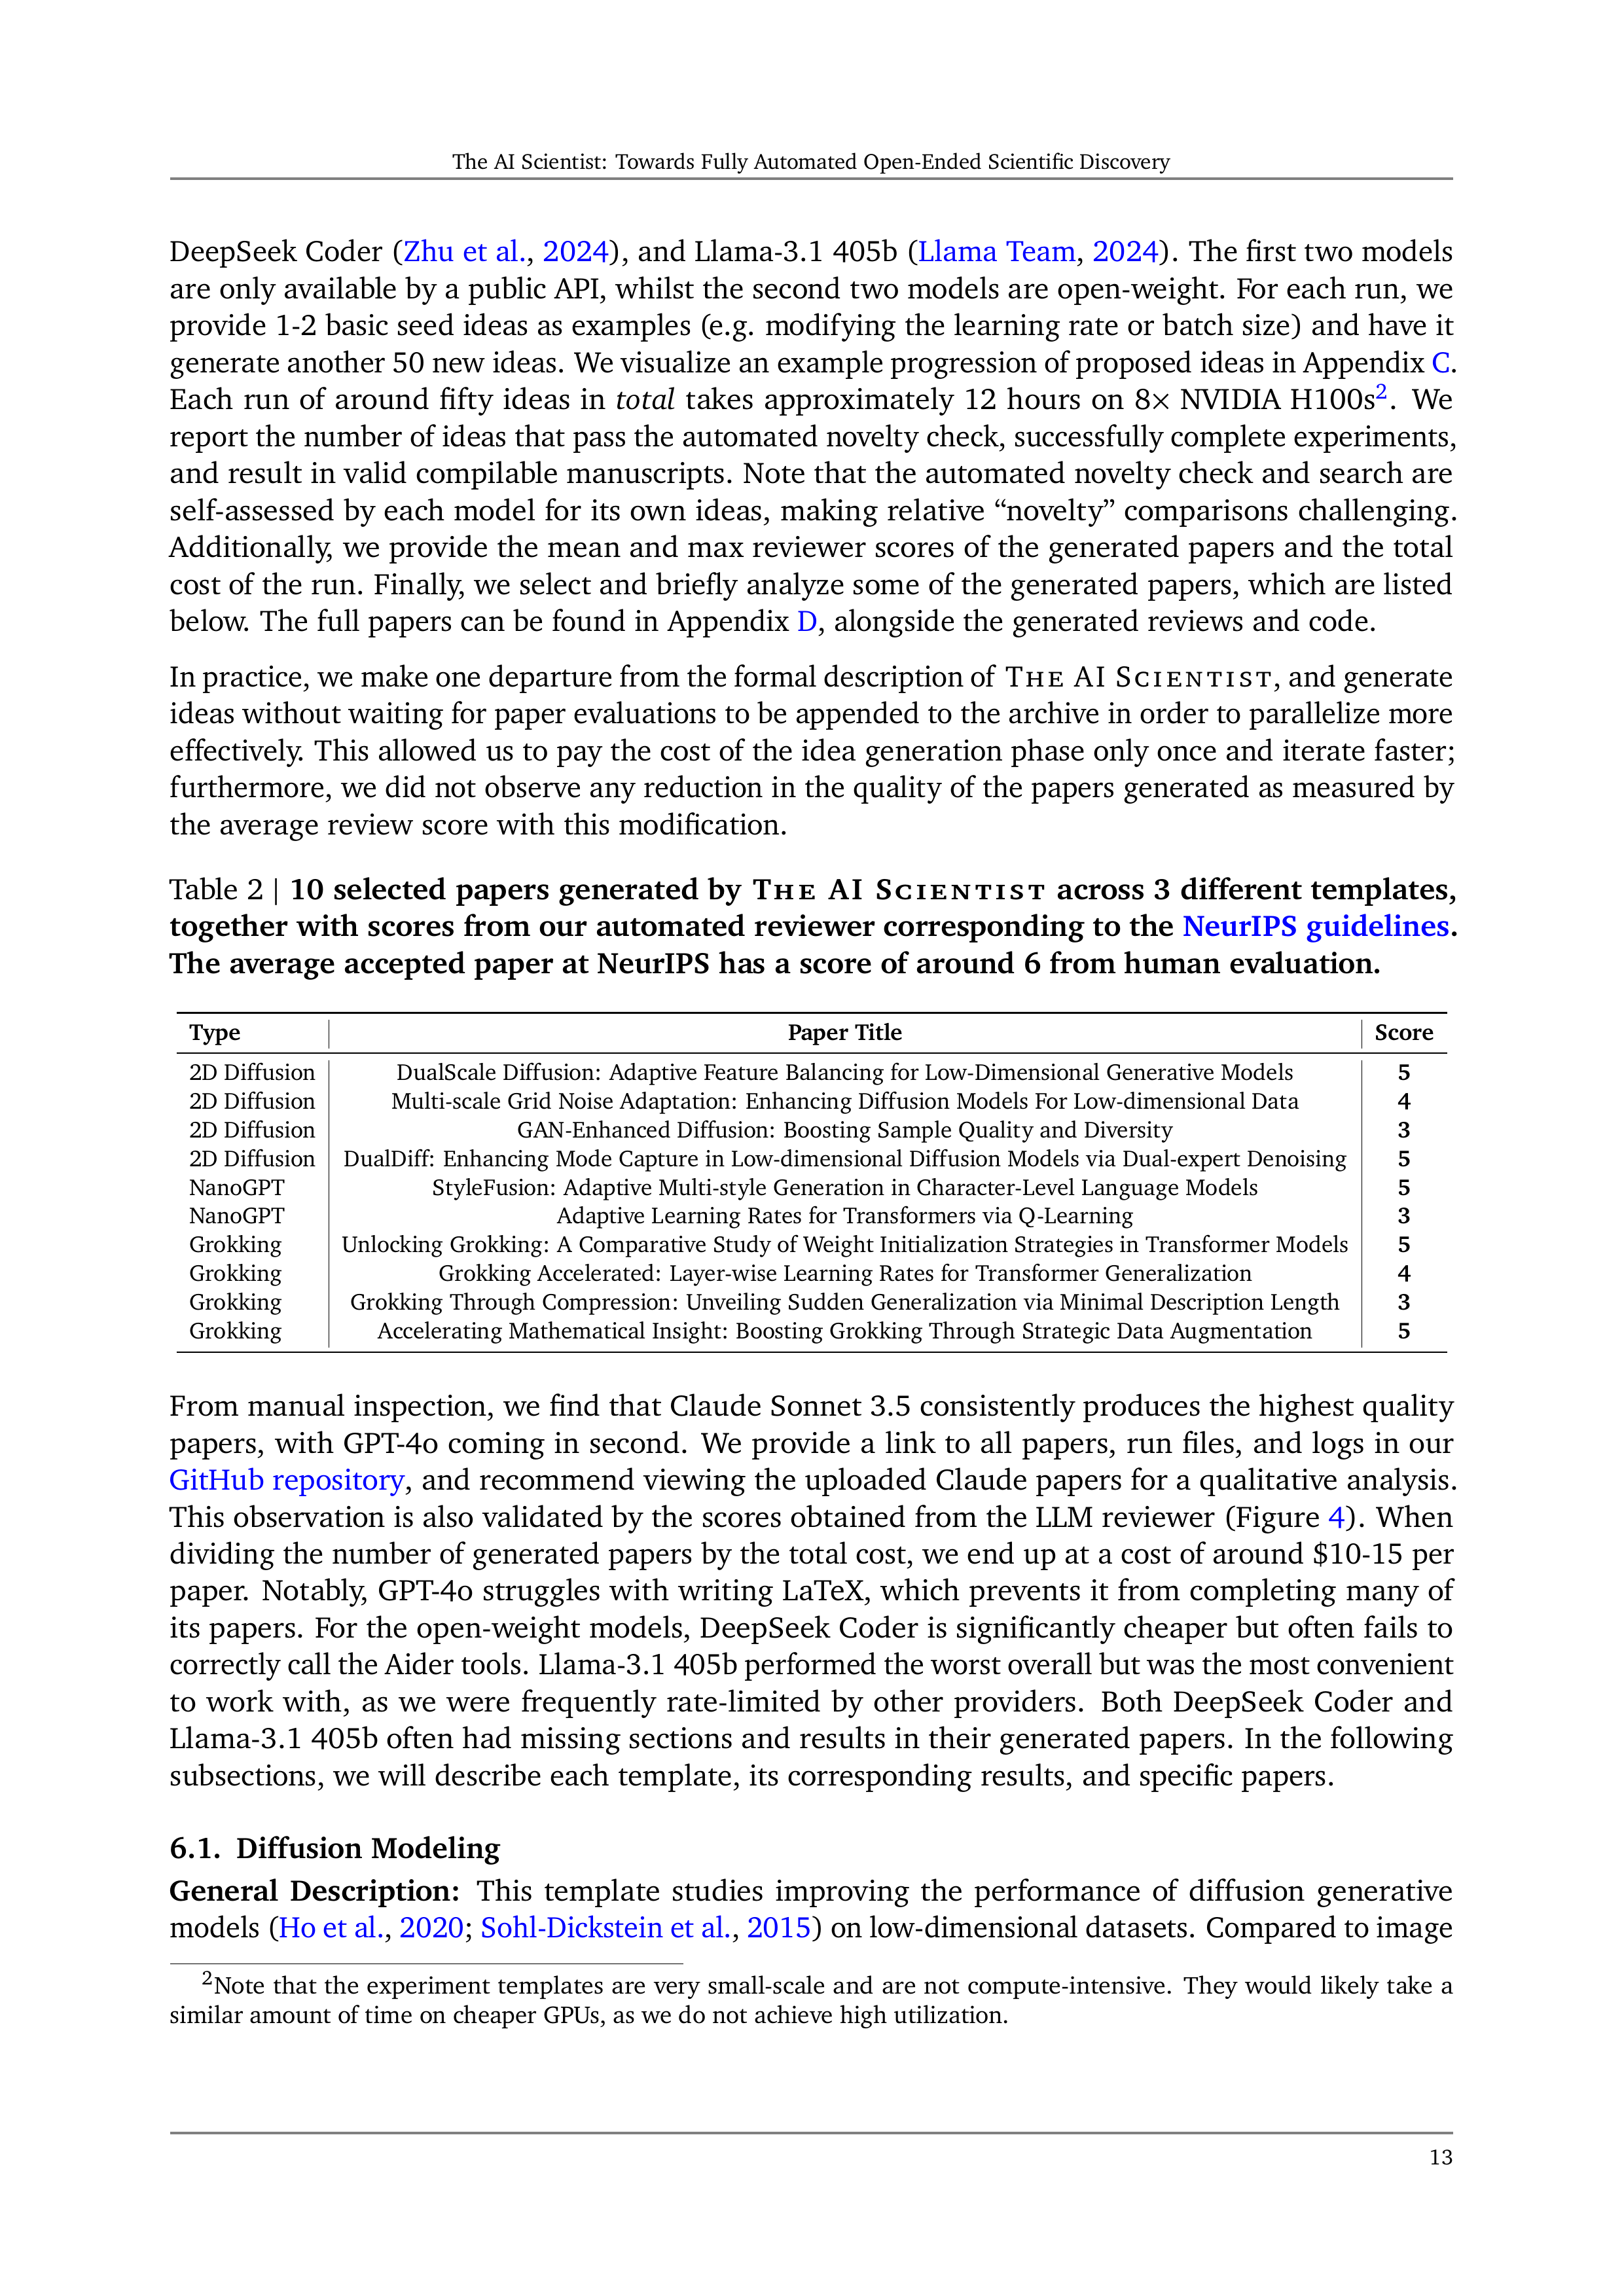 The AI Scientist: Towards Fully Automated Open-Ended Scientific Discovery
DeepSeek Coder (Zhu et al., 2024), and Llama-3.1 405b (Llama Team, 2024). The first two models
are only available by a public API, whilst the second two models are open-weight. For each run, we
provide 1-2 basic seed ideas as examples (e.g. modifying the learning rate or batch size) and have it
generate another 50 new ideas. We visualize an example progression of proposed ideas in Appendix C.
Each run of around fifty ideas in total takes approximately 12 hours on 8× NVIDIA H100s2. We
report the number of ideas that pass the automated novelty check, successfully complete experiments,
and result in valid compilable manuscripts. Note that the automated novelty check and search are
self-assessed by each model for its own ideas, making relative “novelty” comparisons challenging.
Additionally, we provide the mean and max reviewer scores of the generated papers and the total
cost of the run. Finally, we select and briefly analyze some of the generated papers, which are listed
below. The full papers can be found in Appendix D, alongside the generated reviews and code.
In practice, we make one departure from the formal description of THE AI SCIENTIST, and generate
ideas without waiting for paper evaluations to be appended to the archive in order to parallelize more
effectively. This allowed us to pay the cost of the idea generation phase only once and iterate faster;
furthermore, we did not observe any reduction in the quality of the papers generated as measured by
the average review score with this modification.
Table 2 | 10 selected papers generated by THE AI SCIENTIST across 3 different templates,
together with scores from our automated reviewer corresponding to the NeurIPS guidelines.
The average accepted paper at NeurIPS has a score of around 6 from human evaluation.
Type Paper Title Score
2D Diffusion DualScale Diffusion: Adaptive Feature Balancing for Low-Dimensional Generative Models 5
2D Diffusion Multi-scale Grid Noise Adaptation: Enhancing Diffusion Models For Low-dimensional Data 4
2D Diffusion GAN-Enhanced Diffusion: Boosting Sample Quality and Diversity 3
2D Diffusion DualDiff: Enhancing Mode Capture in Low-dimensional Diffusion Models via Dual-expert Denoising 5
NanoGPT StyleFusion: Adaptive Multi-style Generation in Character-Level Language Models 5
NanoGPT Adaptive Learning Rates for Transformers via Q-Learning 3
Grokking Unlocking Grokking: A Comparative Study of Weight Initialization Strategies in Transformer Models 5
Grokking Grokking Accelerated: Layer-wise Learning Rates for Transformer Generalization 4
Grokking Grokking Through Compression: Unveiling Sudden Generalization via Minimal Description Length 3
Grokking Accelerating Mathematical Insight: Boosting Grokking Through Strategic Data Augmentation 5
From manual inspection, we find that Claude Sonnet 3.5 consistently produces the highest quality
papers, with GPT-4o coming in second. We provide a link to all papers, run files, and logs in our
GitHub repository, and recommend viewing the uploaded Claude papers for a qualitative analysis.
This observation is also validated by the scores obtained from the LLM reviewer (Figure 4). When
dividing the number of generated papers by the total cost, we end up at a cost of around $10-15 per
paper. Notably, GPT-4o struggles with writing LaTeX, which prevents it from completing many of
its papers. For the open-weight models, DeepSeek Coder is significantly cheaper but often fails to
correctly call the Aider tools. Llama-3.1 405b performed the worst overall but was the most convenient
to work with, as we were frequently rate-limited by other providers. Both DeepSeek Coder and
Llama-3.1 405b often had missing sections and results in their generated papers. In the following
subsections, we will describe each template, its corresponding results, and specific papers.
6.1. Diffusion Modeling
General Description: This template studies improving the performance of diffusion generative
models (Ho et al., 2020; Sohl-Dickstein et al., 2015) on low-dimensional datasets. Compared to image
2Note that the experiment templates are very small-scale and are not compute-intensive. They would likely take a
similar amount of time on cheaper GPUs, as we do not achieve high utilization.
13